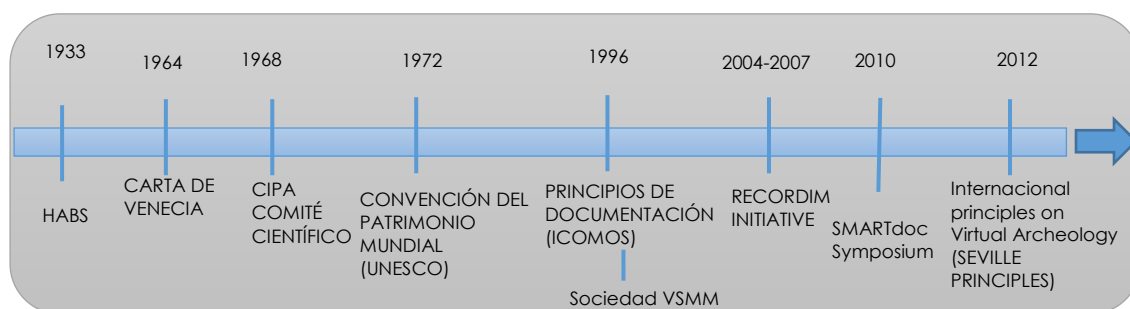 1933
1964
1968
1972
1996
2004-2007
2010
2012
HABS
CARTA DE
VENECIA
CIPA
COMITÉ
CIENTÍFICO
CONVENCIÓN DEL
PATRIMONIO
MUNDIAL
(UNESCO)
PRINCIPIOS DE
DOCUMENTACIÓN
(ICOMOS)
Sociedad VSMM
RECORDIM
INITIATIVE
SMARTdoc
Symposium
Internacional
principles on
Virtual Archeology
(SEVILLE
PRINCIPLES)